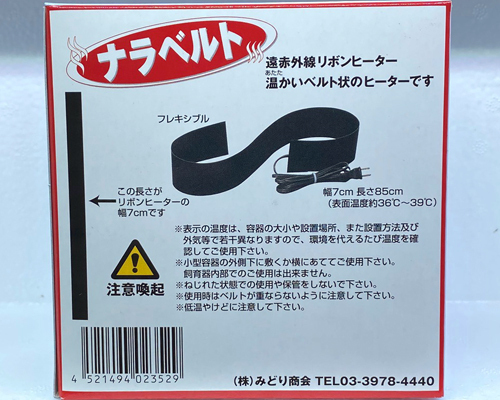 ナラベルト
遠赤外線リボンヒーター
あたた
温かいベルト状のヒーターです
フレキシブル
この長さが
リボンヒーターの
幅7cmです
幅7cm 長さ85cm
(表面温度約36℃〜39℃)
※表示の温度は、容器の大小や設置場所、また設置方法及び
外気等で若干異なりますので、環境を代えるたび温度を確
認してご使用下さい。
※小型容器の外側下に敷くか横にあててご使用下さい。
飼育器内部でのご使用は出来ません。
※ねじれた状態での使用や保管をしないで下さい。
※使用時はベルトが重ならないように注意して下さい。
※低温やけどに注意して下さい。
注意喚起
4 521494 023529
(株)みどり商会 TEL03-3978-4440